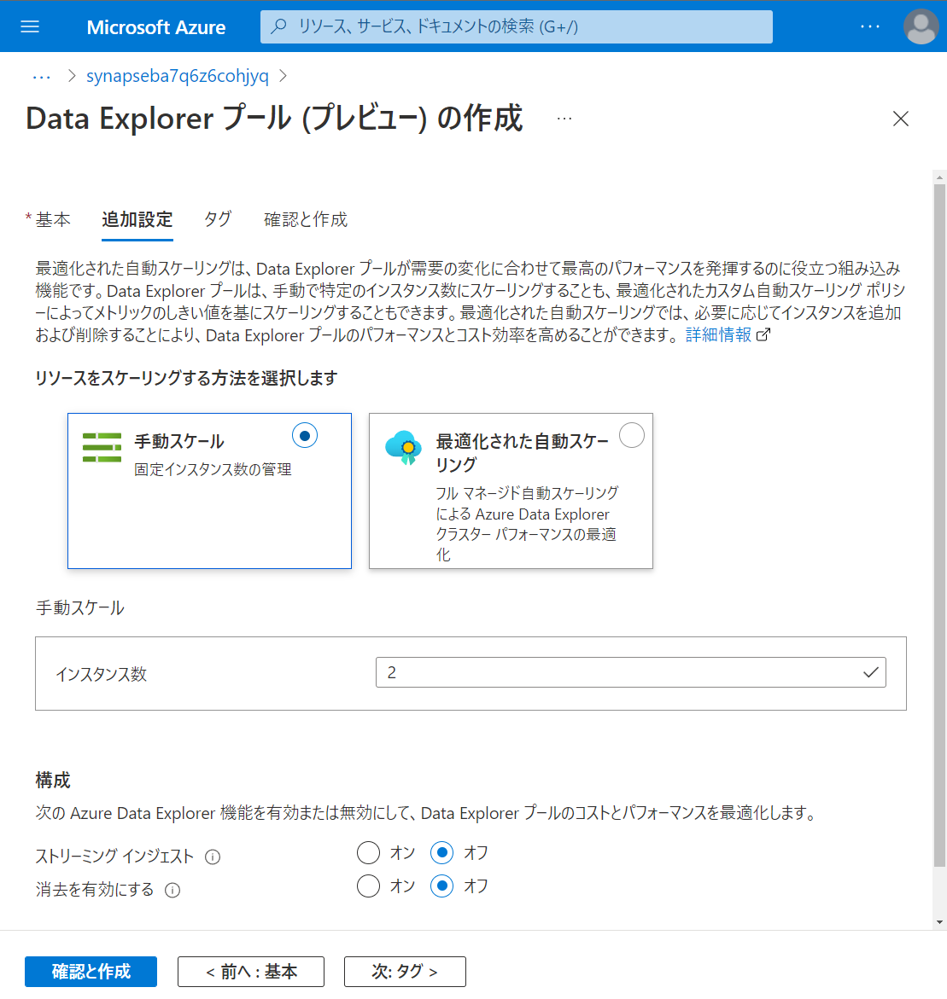 Microsoft Azure
リソース、サービス、ドキュメントの検索 (G+/)
...
... > synapseba7q6z6cohjyq >
Data Explorer プール (プレビュー) の作成 ...
* 基本 追加設定 タグ 確認と作成
最適化された自動スケーリングは、Data Explorer プールが需要の変化に合わせて最高のパフォーマンスを発揮するのに役立つ組み込み
機能です。Data Explorer プールは、手動で特定のインスタンス数にスケーリングすることも、最適化されたカスタム自動スケーリング ポリシ
ーによってメトリックのしきい値を基にスケーリングすることもできます。最適化された自動スケーリングでは、必要に応じてインスタンスを追加
および削除することにより、Data Explorer プールのパフォーマンスとコスト効率を高めることができます。 詳細情報
リソースをスケーリングする方法を選択します
手動スケール
固定インスタンス数の管理
最適化された自動スケー
リング
フル マネージド自動スケーリング
による Azure Data Explorer
クラスター パフォーマンスの最適
化
手動スケール
インスタンス数 2
構成
次の Azure Data Explorer 機能を有効または無効にして、Data Explorer プールのコストとパフォーマンスを最適化します。
ストリーミング インジェスト オン オフ
消去を有効にする オン オフ
確認と作成 < 前へ : 基本 次: タグ >